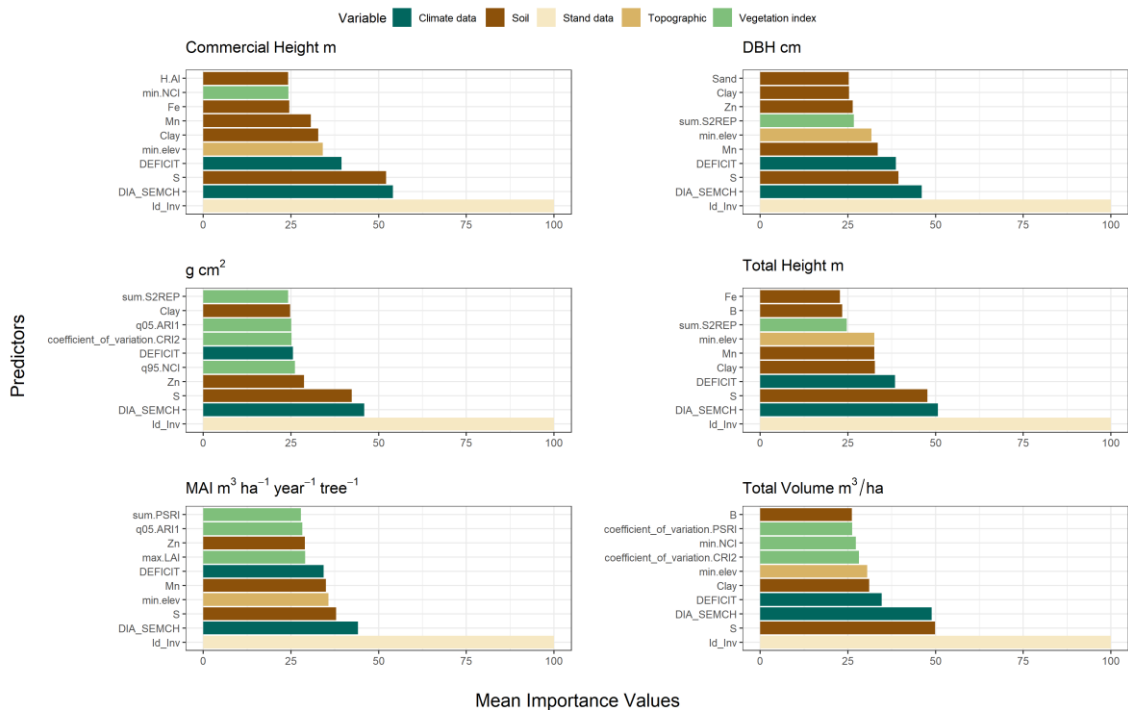 Variable Climate data Soil Stand data Topographic Vegetation index
Commercial Height m
H.Al
min.NCI
Fe
Mn
Clay
min.elev
DEFICIT
S
DIA_SEMCH
Id_Inv
0 25 50 75 100
DBH cm
Sand
Clay
Zn
sum.S2REP
min.elev
Mn
DEFICIT
S
DIA_SEMCH
Id_Inv
0 25 50 75 100
g cm²
sum.S2REP
Clay
q05.ARI1
coefficient_of_variation.CRI2
DEFICIT
q95.NCI
Zn
S
DIA_SEMCH
Id_Inv
0 25 50 75 100
Total Height m
Fe
B
sum.S2REP
min.elev
Mn
Clay
DEFICIT
S
DIA_SEMCH
Id_Inv
0 25 50 75 100
MAI m³ ha⁻¹ year⁻¹ tree⁻¹
sum.PSRI
q05.ARI1
Zn
max.LAI
DEFICIT
Mn
min.elev
S
DIA_SEMCH
Id_Inv
0 25 50 75 100
Total Volume m³/ha
B
coefficient_of_variation.PSRI
min.NCI
coefficient_of_variation.CRI2
min.elev
Clay
DEFICIT
DIA_SEMCH
S
Id_Inv
0 25 50 75 100
Predictors
Mean Importance Values